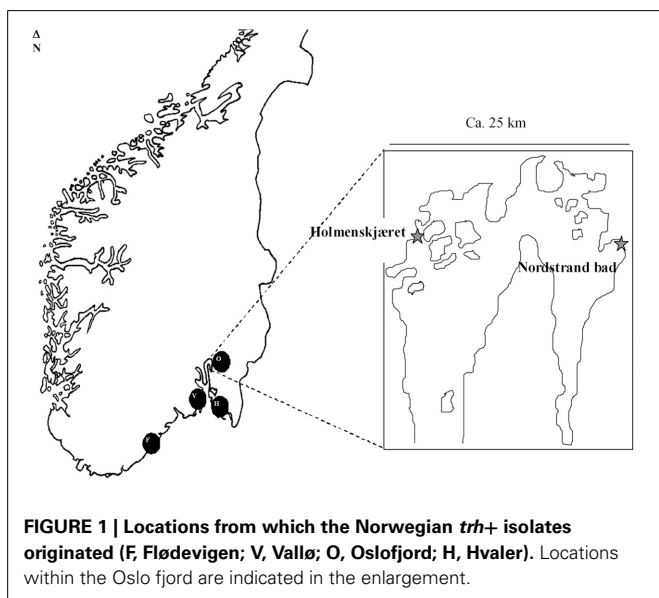 Δ
N
Ca. 25 km
Holmenskjæret
Nordstrand bad
O
V
H
F
FIGURE 1 | Locations from which the Norwegian trh+ isolates
originated (F, Flødevigen; V, Vallø; O, Oslofjord; H, Hvaler). Locations
within the Oslo fjord are indicated in the enlargement.